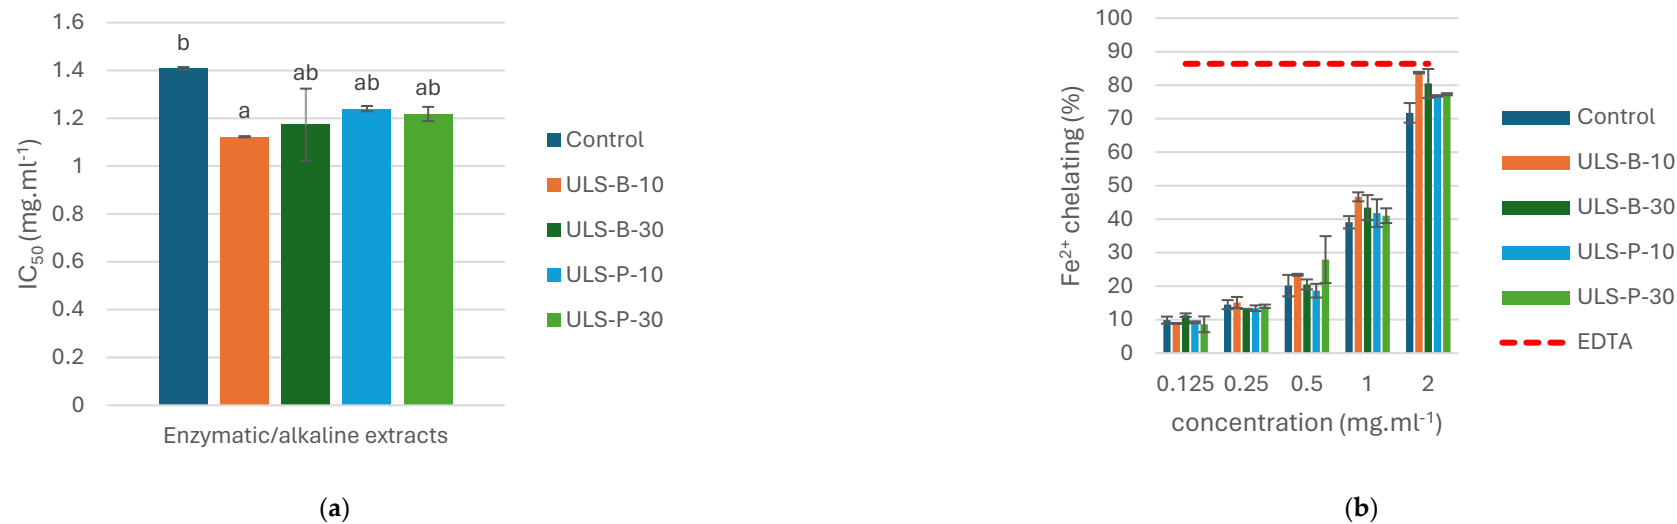 1.6
1.4
1.2
1
0.8
0.6
0.4
0.2
0
IC50 (mg.ml-1)
b
a
ab
ab
ab
Enzymatic/alkaline extracts
Control
ULS-B-10
ULS-B-30
ULS-P-10
ULS-P-30
(a)
100
90
80
70
60
50
40
30
20
10
0
Fe2+ chelating (%)
0.125 0.25 0.5 1 2
concentration (mg.ml-1)
Control
ULS-B-10
ULS-B-30
ULS-P-10
ULS-P-30
EDTA
(b)